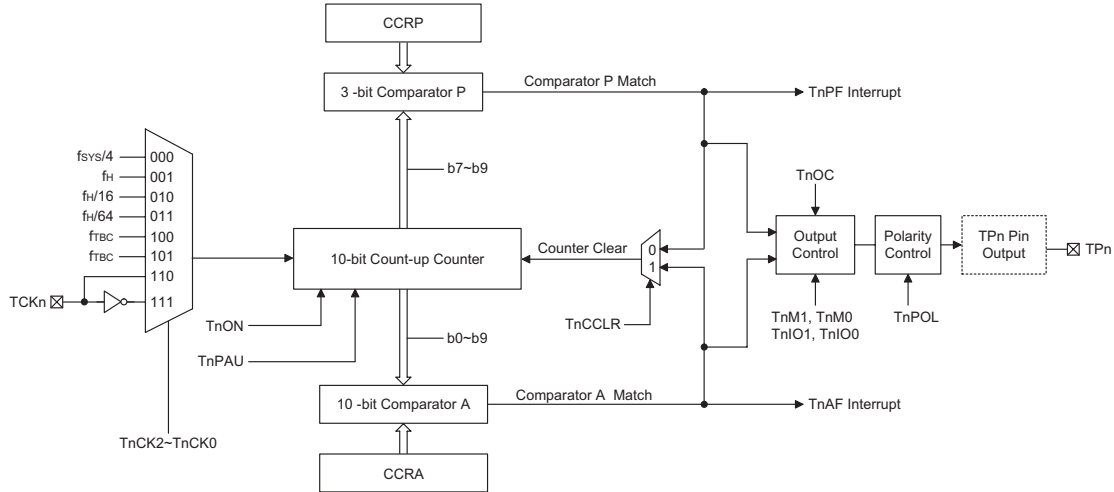 CCRP
3 -bit Comparator P
Comparator P Match
TnPF Interrupt
fSYS/4
000
fH
001
fH/16
010
fH/64
011
fTBC
100
fTBC
101
110
111
TCKn
TnCK2~TnCK0
b7~b9
10-bit Count-up Counter
Counter Clear
0
1
TnCCLR
TnON
TnPAU
b0~b9
TnOC
Output
Control
Polarity
Control
TPn Pin
Output
TPn
TnM1, TnM0
TnIO1, TnIO0
TnPOL
10 -bit Comparator A
Comparator A Match
TnAF Interrupt
CCRA